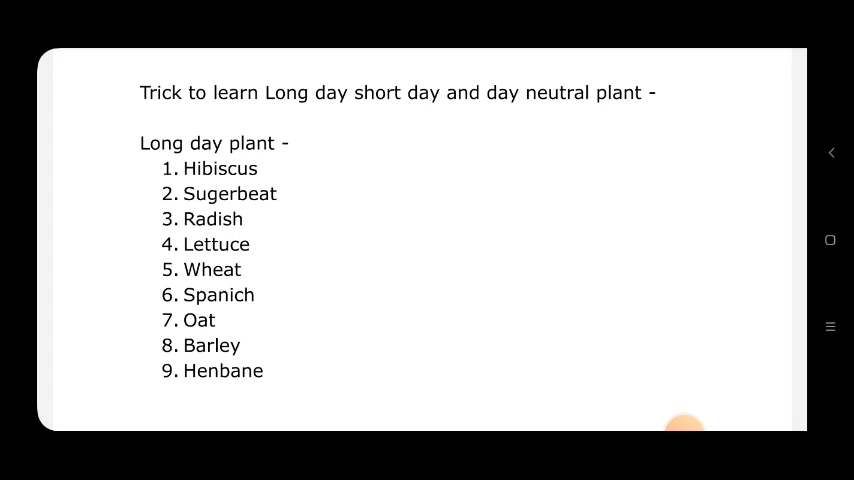 Trick to learn Long day short day and day neutral plant -
Long day plant -
1. Hibiscus
2. Sugerbeat
3. Radish
4. Lettuce
5. Wheat
6. Spanich
7. Oat
8. Barley
9. Henbane